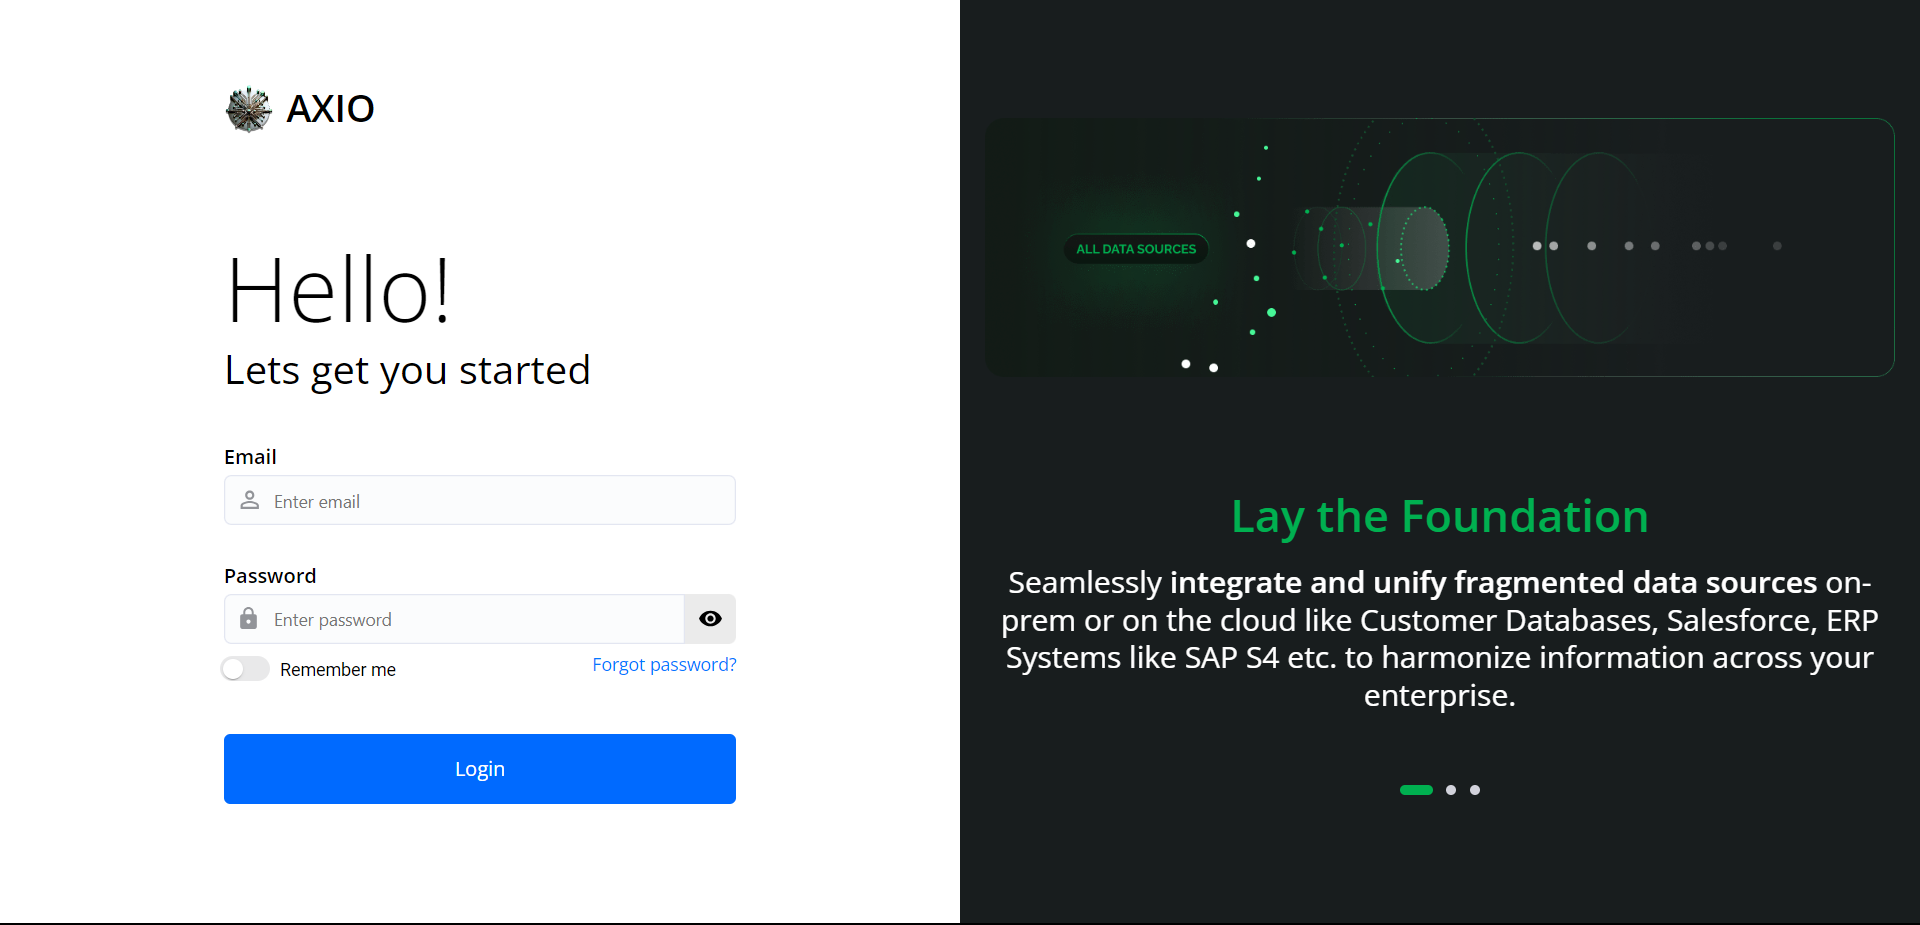 AXIO
Hello!
Lets get you started
Email
Enter email
Password
Enter password
Remember me
Forgot password?
Login
ALL DATA SOURCES
Lay the Foundation
Seamlessly integrate and unify fragmented data sources on-
prem or on the cloud like Customer Databases, Salesforce, ERP
Systems like SAP S4 etc. to harmonize information across your
enterprise.